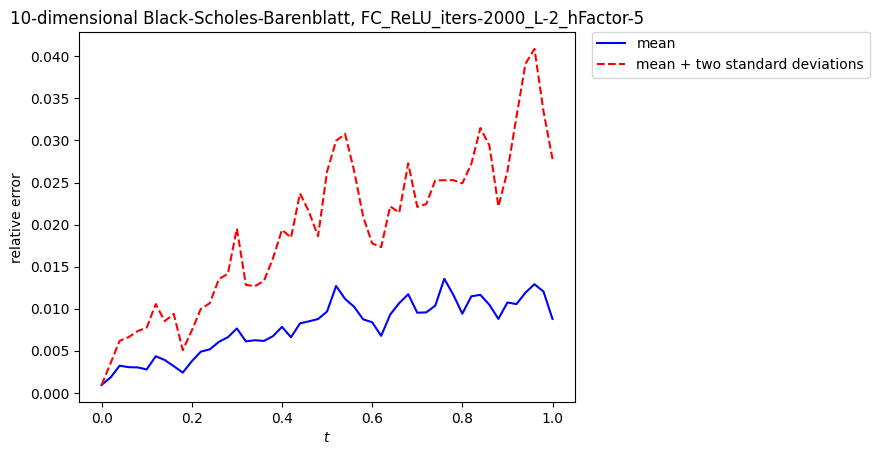 10-dimensional Black-Scholes-Barenblatt, FC_ReLU_iters-2000_L-2_hFactor-5
mean
mean + two standard deviations
relative error
0.040
0.035
0.030
0.025
0.020
0.015
0.010
0.005
0.000
0.0 0.2 0.4 0.6 0.8 1.0
t